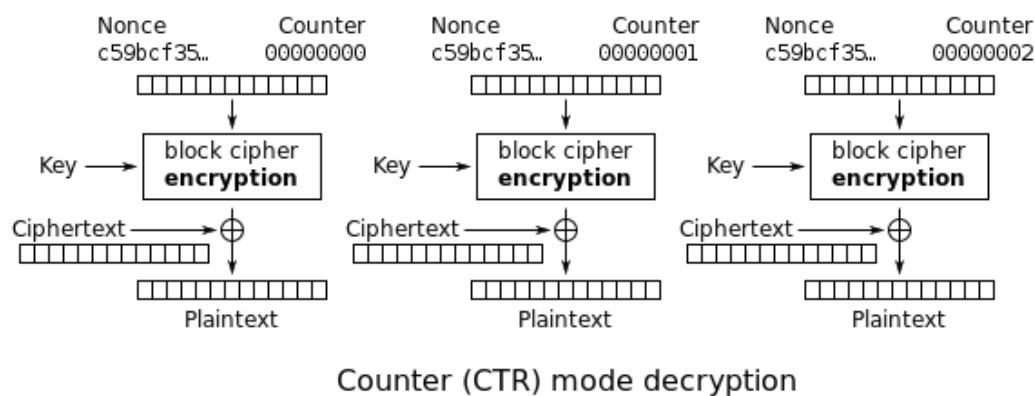 Nonce Counter Nonce Counter Nonce Counter
c59bcf35… 00000000 c59bcf35… 00000001 c59bcf35… 00000002
block cipher block cipher block cipher
Key Key Key
encryption encryption encryption
Ciphertext Ciphertext Ciphertext
Plaintext Plaintext Plaintext
Counter (CTR) mode decryption